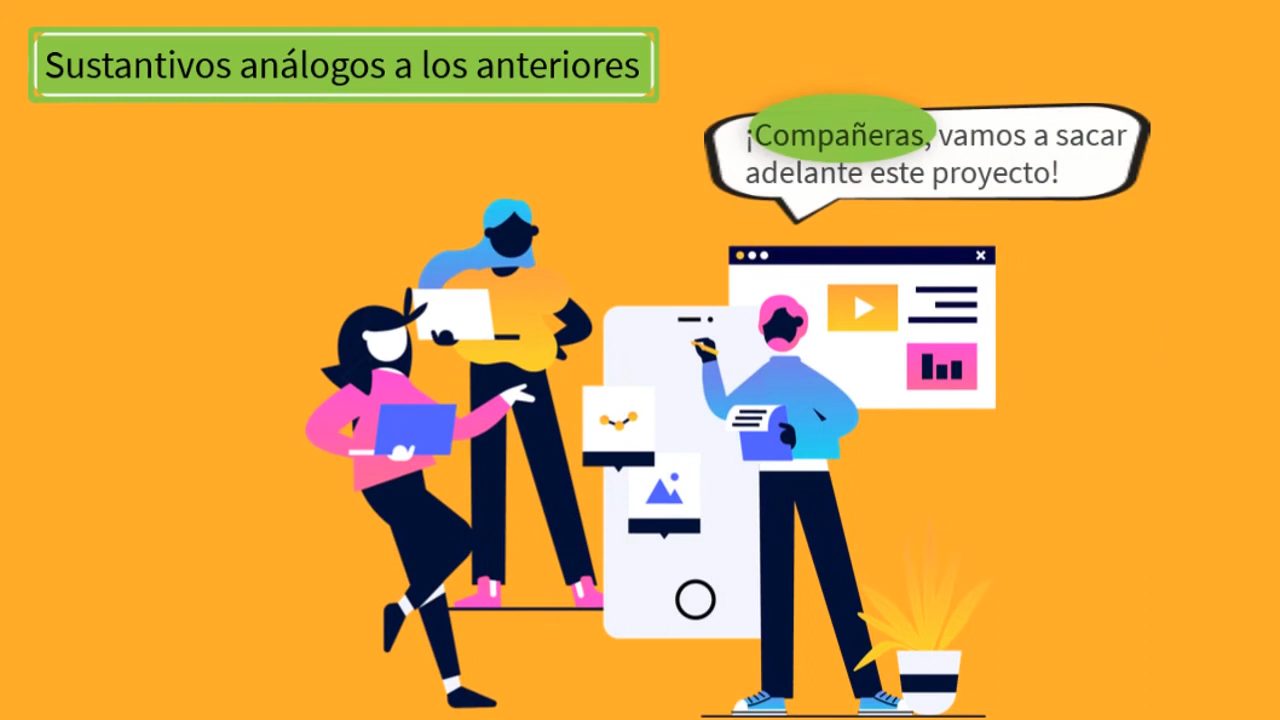 Sustantivos análogos a los anteriores
¡Compañeras, vamos a sacar
adelante este proyecto!